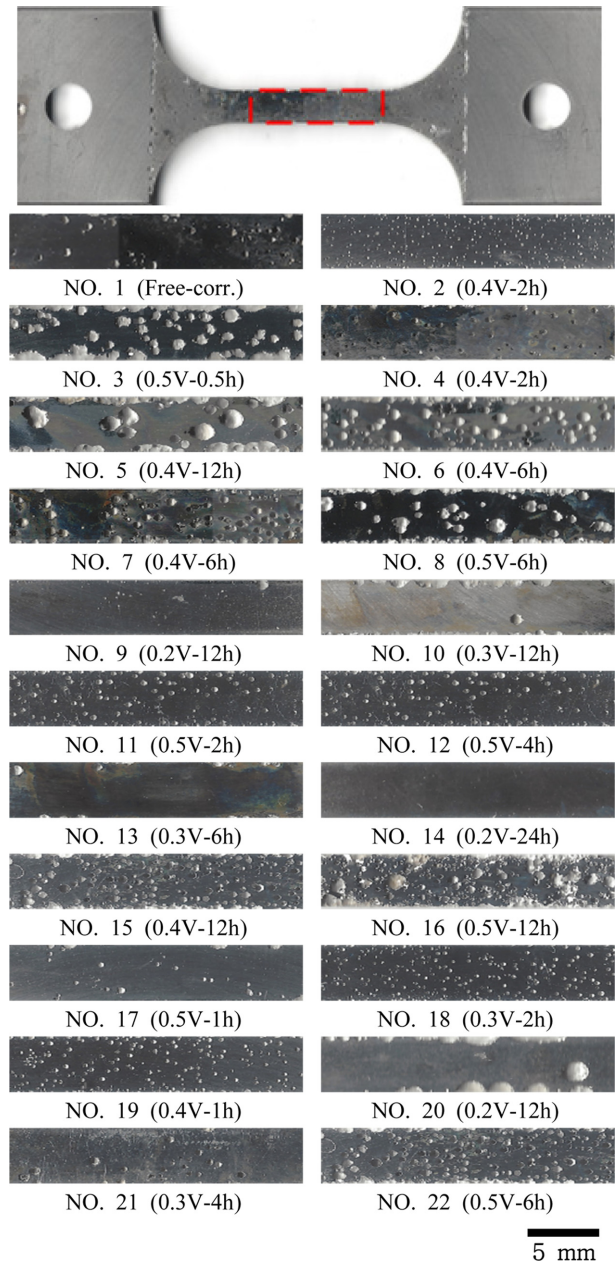 NO. 1 (Free-corr.)
NO. 2 (0.4V-2h)
NO. 3 (0.5V-0.5h)
NO. 4 (0.4V-2h)
NO. 5 (0.4V-12h)
NO. 6 (0.4V-6h)
NO. 7 (0.4V-6h)
NO. 8 (0.5V-6h)
NO. 9 (0.2V-12h)
NO. 10 (0.3V-12h)
NO. 11 (0.5V-2h)
NO. 12 (0.5V-4h)
NO. 13 (0.3V-6h)
NO. 14 (0.2V-24h)
NO. 15 (0.4V-12h)
NO. 16 (0.5V-12h)
NO. 17 (0.5V-1h)
NO. 18 (0.3V-2h)
NO. 19 (0.4V-1h)
NO. 20 (0.2V-12h)
NO. 21 (0.3V-4h)
NO. 22 (0.5V-6h)
5 mm